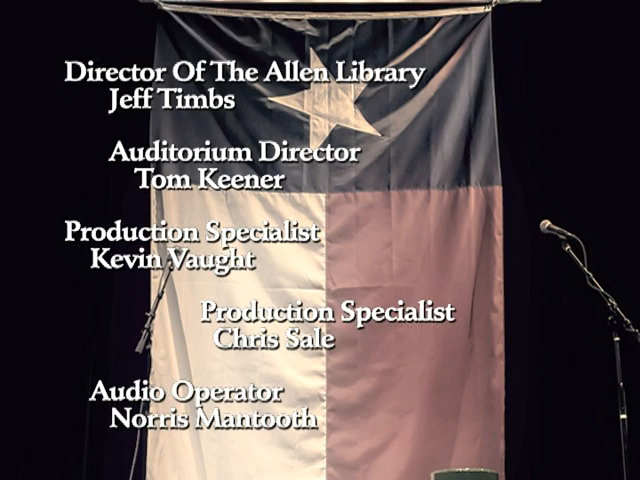 Director Of The Allen Library
Jeff Timbs
Auditorium Director
Tom Keener
Production Specialist
Kevin Vaught
Production Specialist
Chris Sale
Audio Operator
Norris Mantooth